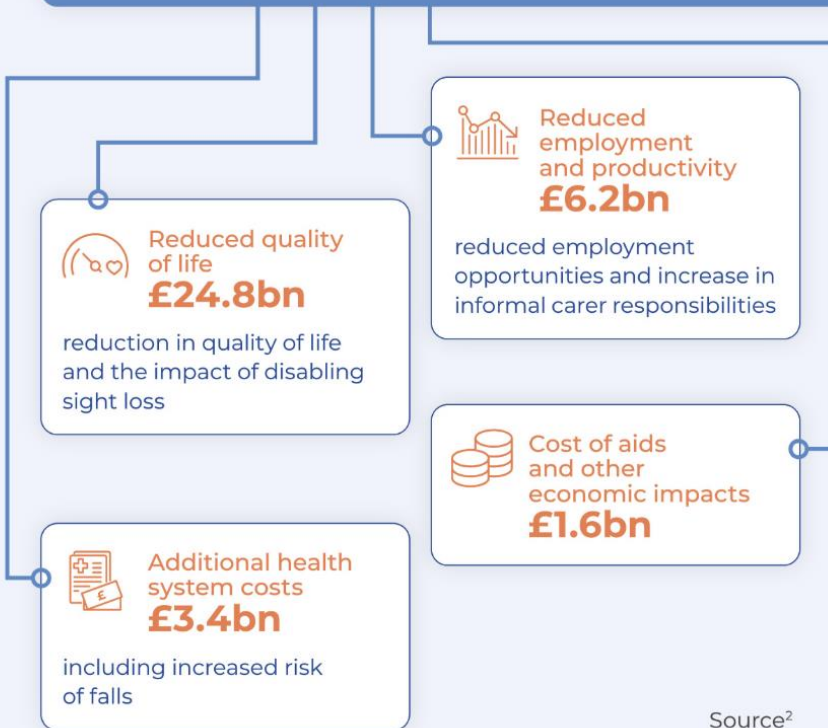 Reduced
employment
and productivity
£6.2bn
reduced employment
opportunities and increase in
informal carer responsibilities
Reduced quality
of life
£24.8bn
reduction in quality of life
and the impact of disabling
sight loss
Cost of aids
and other
economic impacts
£1.6bn
Additional health
system costs
£3.4bn
£
including increased risk
of falls
Source²